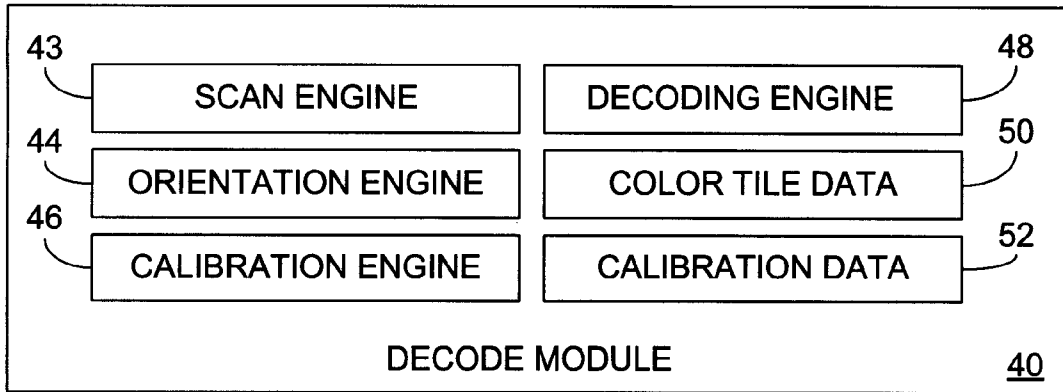 43
SCAN ENGINE
DECODING ENGINE
48
44
ORIENTATION ENGINE
COLOR TILE DATA
50
46
CALIBRATION ENGINE
CALIBRATION DATA
52
DECODE MODULE
40